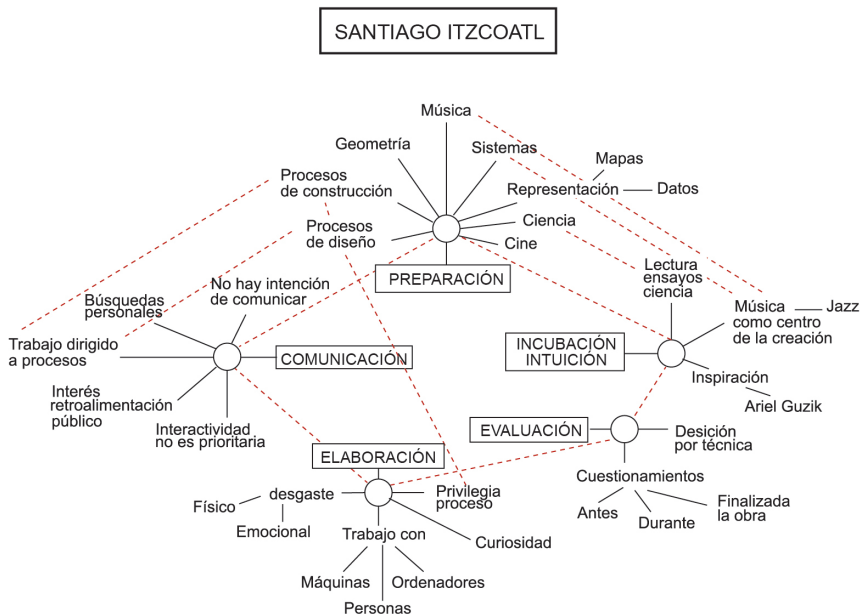 SANTIAGO ITZCOATL
Música
Geometría
Sistemas
Mapas
Procesos
de construcción
Representación
Datos
Procesos
de diseño
Ciencia
Cine
PREPARACIÓN
Lectura
ensayos
ciencia
No hay intención
de comunicar
Búsquedas
personales
Música
como centro
de la creación
Jazz
Trabajo dirigido
a procesos
COMUNICACIÓN
INCUBACIÓN
INTUICIÓN
Inspiración
Ariel Guzik
Interés
retroalimentación
público
Interactividad
no es prioritaria
EVALUACIÓN
Desición
por técnica
ELABORACIÓN
Cuestionamientos
Antes
Durante
Finalizada
la obra
Privilegia
proceso
desgaste
Físico
Emocional
Trabajo con
Curiosidad
Máquinas
Ordenadores
Personas